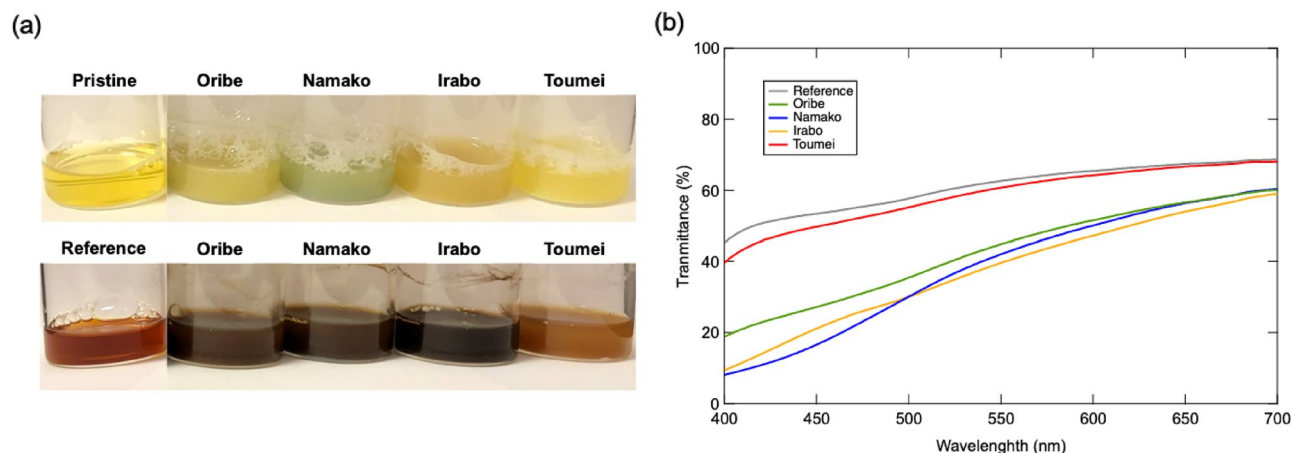 (a)
Pristine Oribe Namako Irabo Toumei
Reference Oribe Namako Irabo Toumei
(b)
100
80
60
40
20
0
Tranmittance (%)
Reference
Oribe
Namako
Irabo
Toumei
400 450 500 550 600 650 700
Wavelenghth (nm)